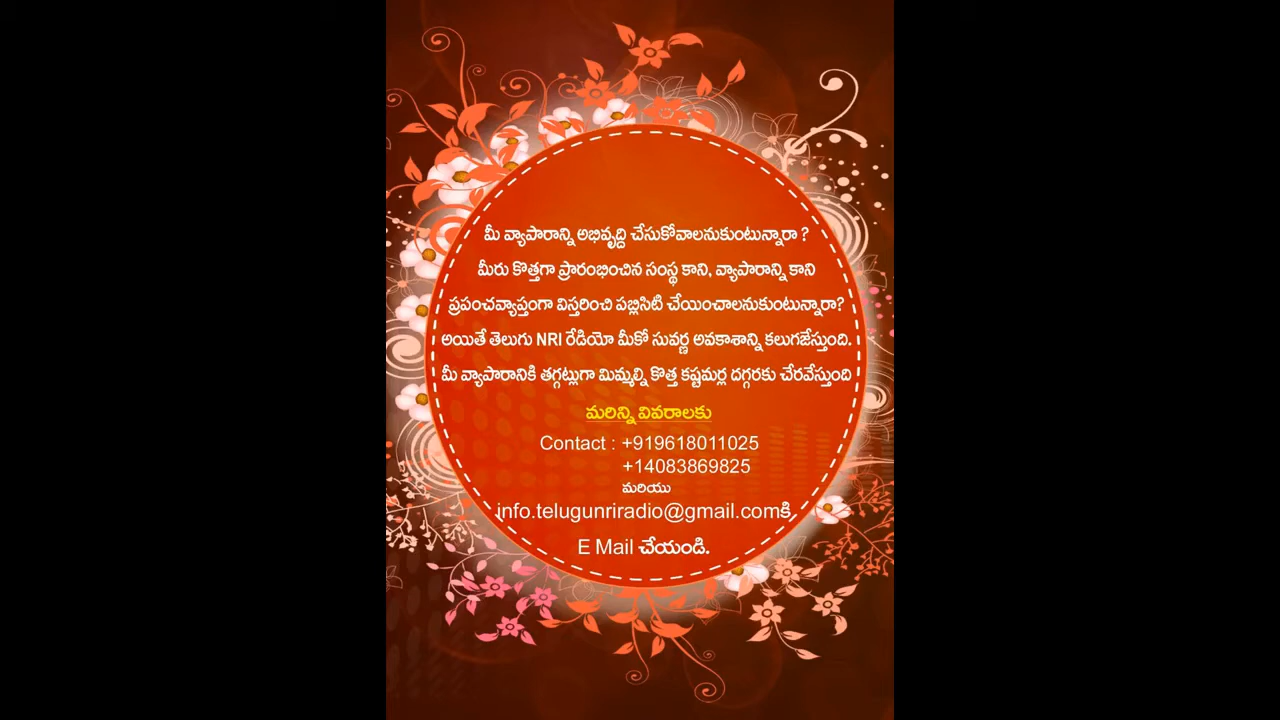 మీ వ్యాపారాన్ని అభివృద్ది చేసుకోవాలనుకుంటున్నారా ?
మీరు కొత్తగా ప్రారంభించిన సంస్థ కాని, వ్యాపారాన్ని కాని
ప్రపంచవ్యాప్తంగా విస్తరించి పబ్లిసిటి చేయించాలనుకుంటున్నారా?
అయితే తెలుగు NRI రేడియో మీకో సువర్ణ అవకాశాన్ని కలుగజేస్తుంది.
మీ వ్యాపారానికి తగ్గట్లుగా మిమ్మల్ని కొత్త కష్టమర్ల దగ్గరకు చేరవేస్తుంది
మరిన్ని వివరాలకు
Contact : +919618011025
+14083869825
మరియు
info.telugunriradio@gmail.comకి,
E Mail చేయండి.